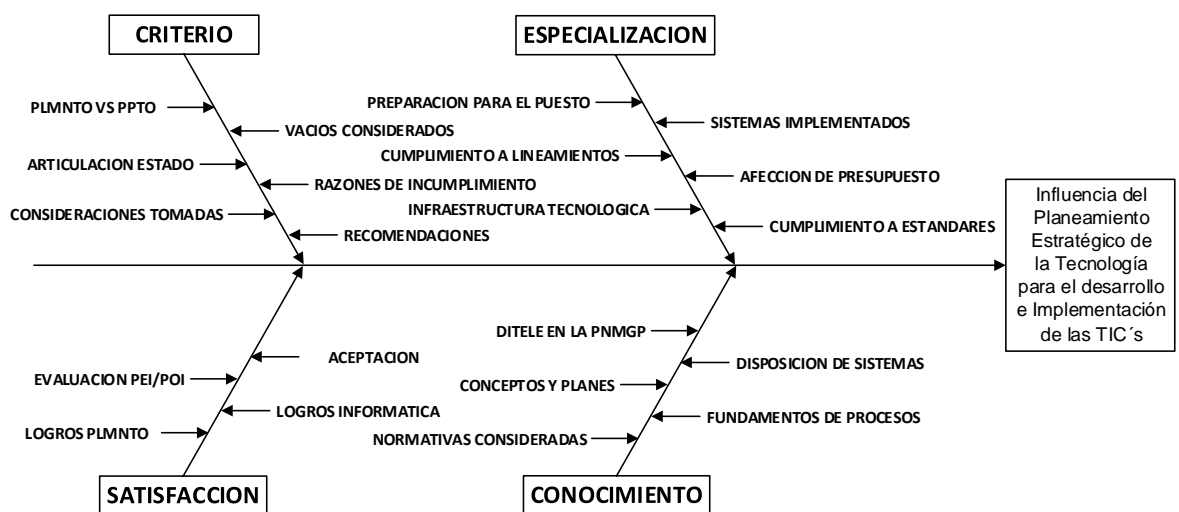 CRITERIO
ESPECIALIZACION
PLMNTO VS PPTO
VACIOS CONSIDERADOS
ARTICULACION ESTADO
RAZONES DE INCUMPLIMIENTO
CONSIDERACIONES TOMADAS
RECOMENDACIONES
PREPARACION PARA EL PUESTO
SISTEMAS IMPLEMENTADOS
CUMPLIMIENTO A LINEAMIENTOS
AFECCION DE PRESUPUESTO
INFRAESTRUCTURA TECNOLOGICA
CUMPLIMIENTO A ESTANDARES
Influencia del
Planeamiento
Estratégico de
la Tecnología
para el desarrollo
e Implementación
de las TIC´s
ACEPTACION
EVALUACION PEI/POI
LOGROS INFORMATICA
LOGROS PLMNTO
DITELE EN LA PNMGP
DISPOSICION DE SISTEMAS
CONCEPTOS Y PLANES
FUNDAMENTOS DE PROCESOS
NORMATIVAS CONSIDERADAS
SATISFACCION
CONOCIMIENTO